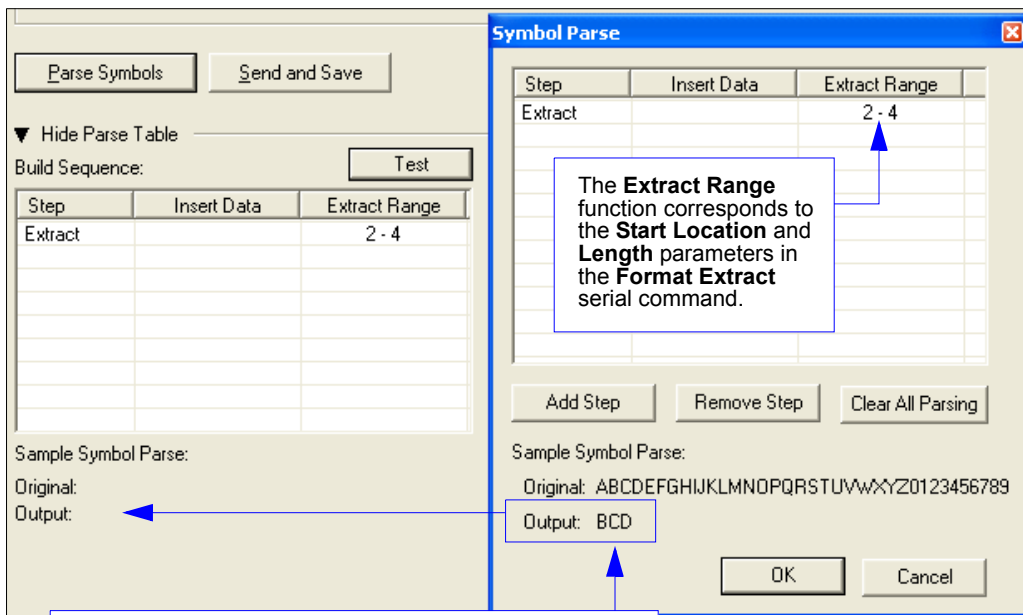 Parse Symbols
Send and Save
▼ Hide Parse Table
Build Sequence:
Test
Step Insert Data Extract Range
Extract 2 - 4
Sample Symbol Parse:
Original:
Output:
Symbol Parse
Step Insert Data Extract Range
Extract 2 - 4
The Extract Range
function corresponds to
the Start Location and
Length parameters in
the Format Extract
serial command.
Add Step
Remove Step
Clear All Parsing
Sample Symbol Parse:
Original: ABCDEFGHIJKLMNOPQRSTUVWXYZ0123456789
Output: BCD
OK
Cancel